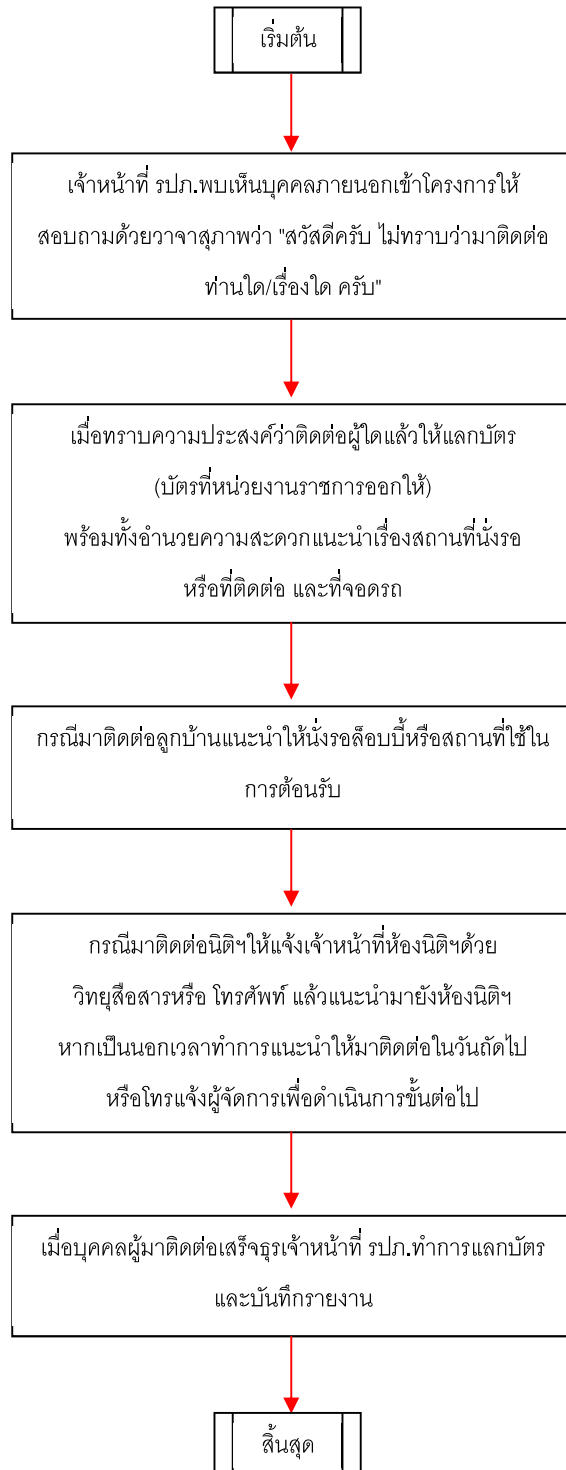 เริ่มต้น
เจ้าหน้าที่ รปภ.พบเห็นบุคคลภายนอกเข้าโครงการให้
สอบถามด้วยวาจาสุภาพว่า "สวัสดีครับ ไม่ทราบว่ามาติดต่อ
ท่านใด/เรื่องใด ครับ"
เมื่อทราบความประสงค์ว่าติดต่อผู้ใดแล้วให้แลกบัตร
(บัตรที่หน่วยงานราชการออกให้)
พร้อมทั้งอำนวยความสะดวกแนะนำเรื่องสถานที่นั่งรอ
หรือที่ติดต่อ และที่จอดรถ
กรณีมาติดต่อลูกบ้านแนะนำให้นั่งรอล็อบบี้หรือสถานที่ใช้ใน
การต้อนรับ
กรณีมาติดต่อนิติฯให้แจ้งเจ้าหน้าที่ห้องนิติฯด้วย
วิทยุสือสารหรือ โทรศัพท์ แล้วแนะนำมายังห้องนิติฯ
หากเป็นนอกเวลาทำการแนะนำให้มาติดต่อในวันถัดไป
หรือโทรแจ้งผู้จัดการเพื่อดำเนินการขั้นต่อไป
เมื่อบุคคลผู้มาติดต่อเสร็จธุรเจ้าหน้าที่ รปภ.ทำการแลกบัตร
และบันทึกรายงาน
สิ้นสุด